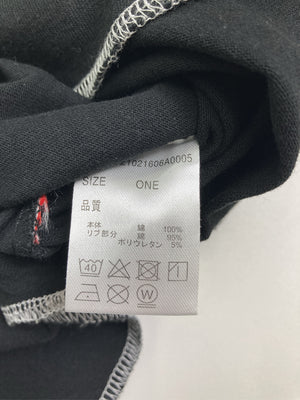 21021606A0005
SIZE ONE
品質
本体 綿 100%
リブ部分 綿 95%
ポリウレタン 5%
40
W